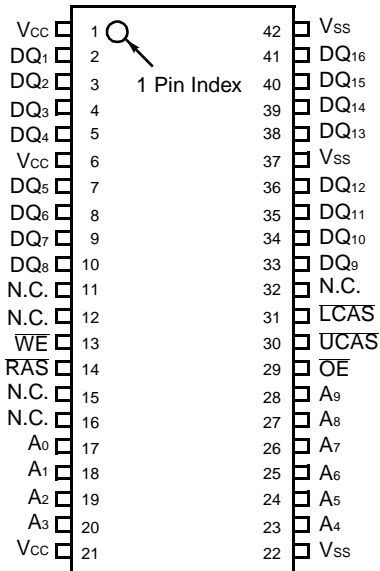 VCC 1 42 VSS
DQ1 2 41 DQ16
DQ2 3 1 Pin Index 40 DQ15
DQ3 4 39 DQ14
DQ4 5 38 DQ13
VCC 6 37 VSS
DQ5 7 36 DQ12
DQ6 8 35 DQ11
DQ7 9 34 DQ10
DQ8 10 33 DQ9
N.C. 11 32 N.C.
N.C. 12 31 LCAS
WE 13 30 UCAS
RAS 14 29 OE
N.C. 15 28 A9
N.C. 16 27 A8
A0 17 26 A7
A1 18 25 A6
A2 19 24 A5
A3 20 23 A4
VCC 21 22 VSS